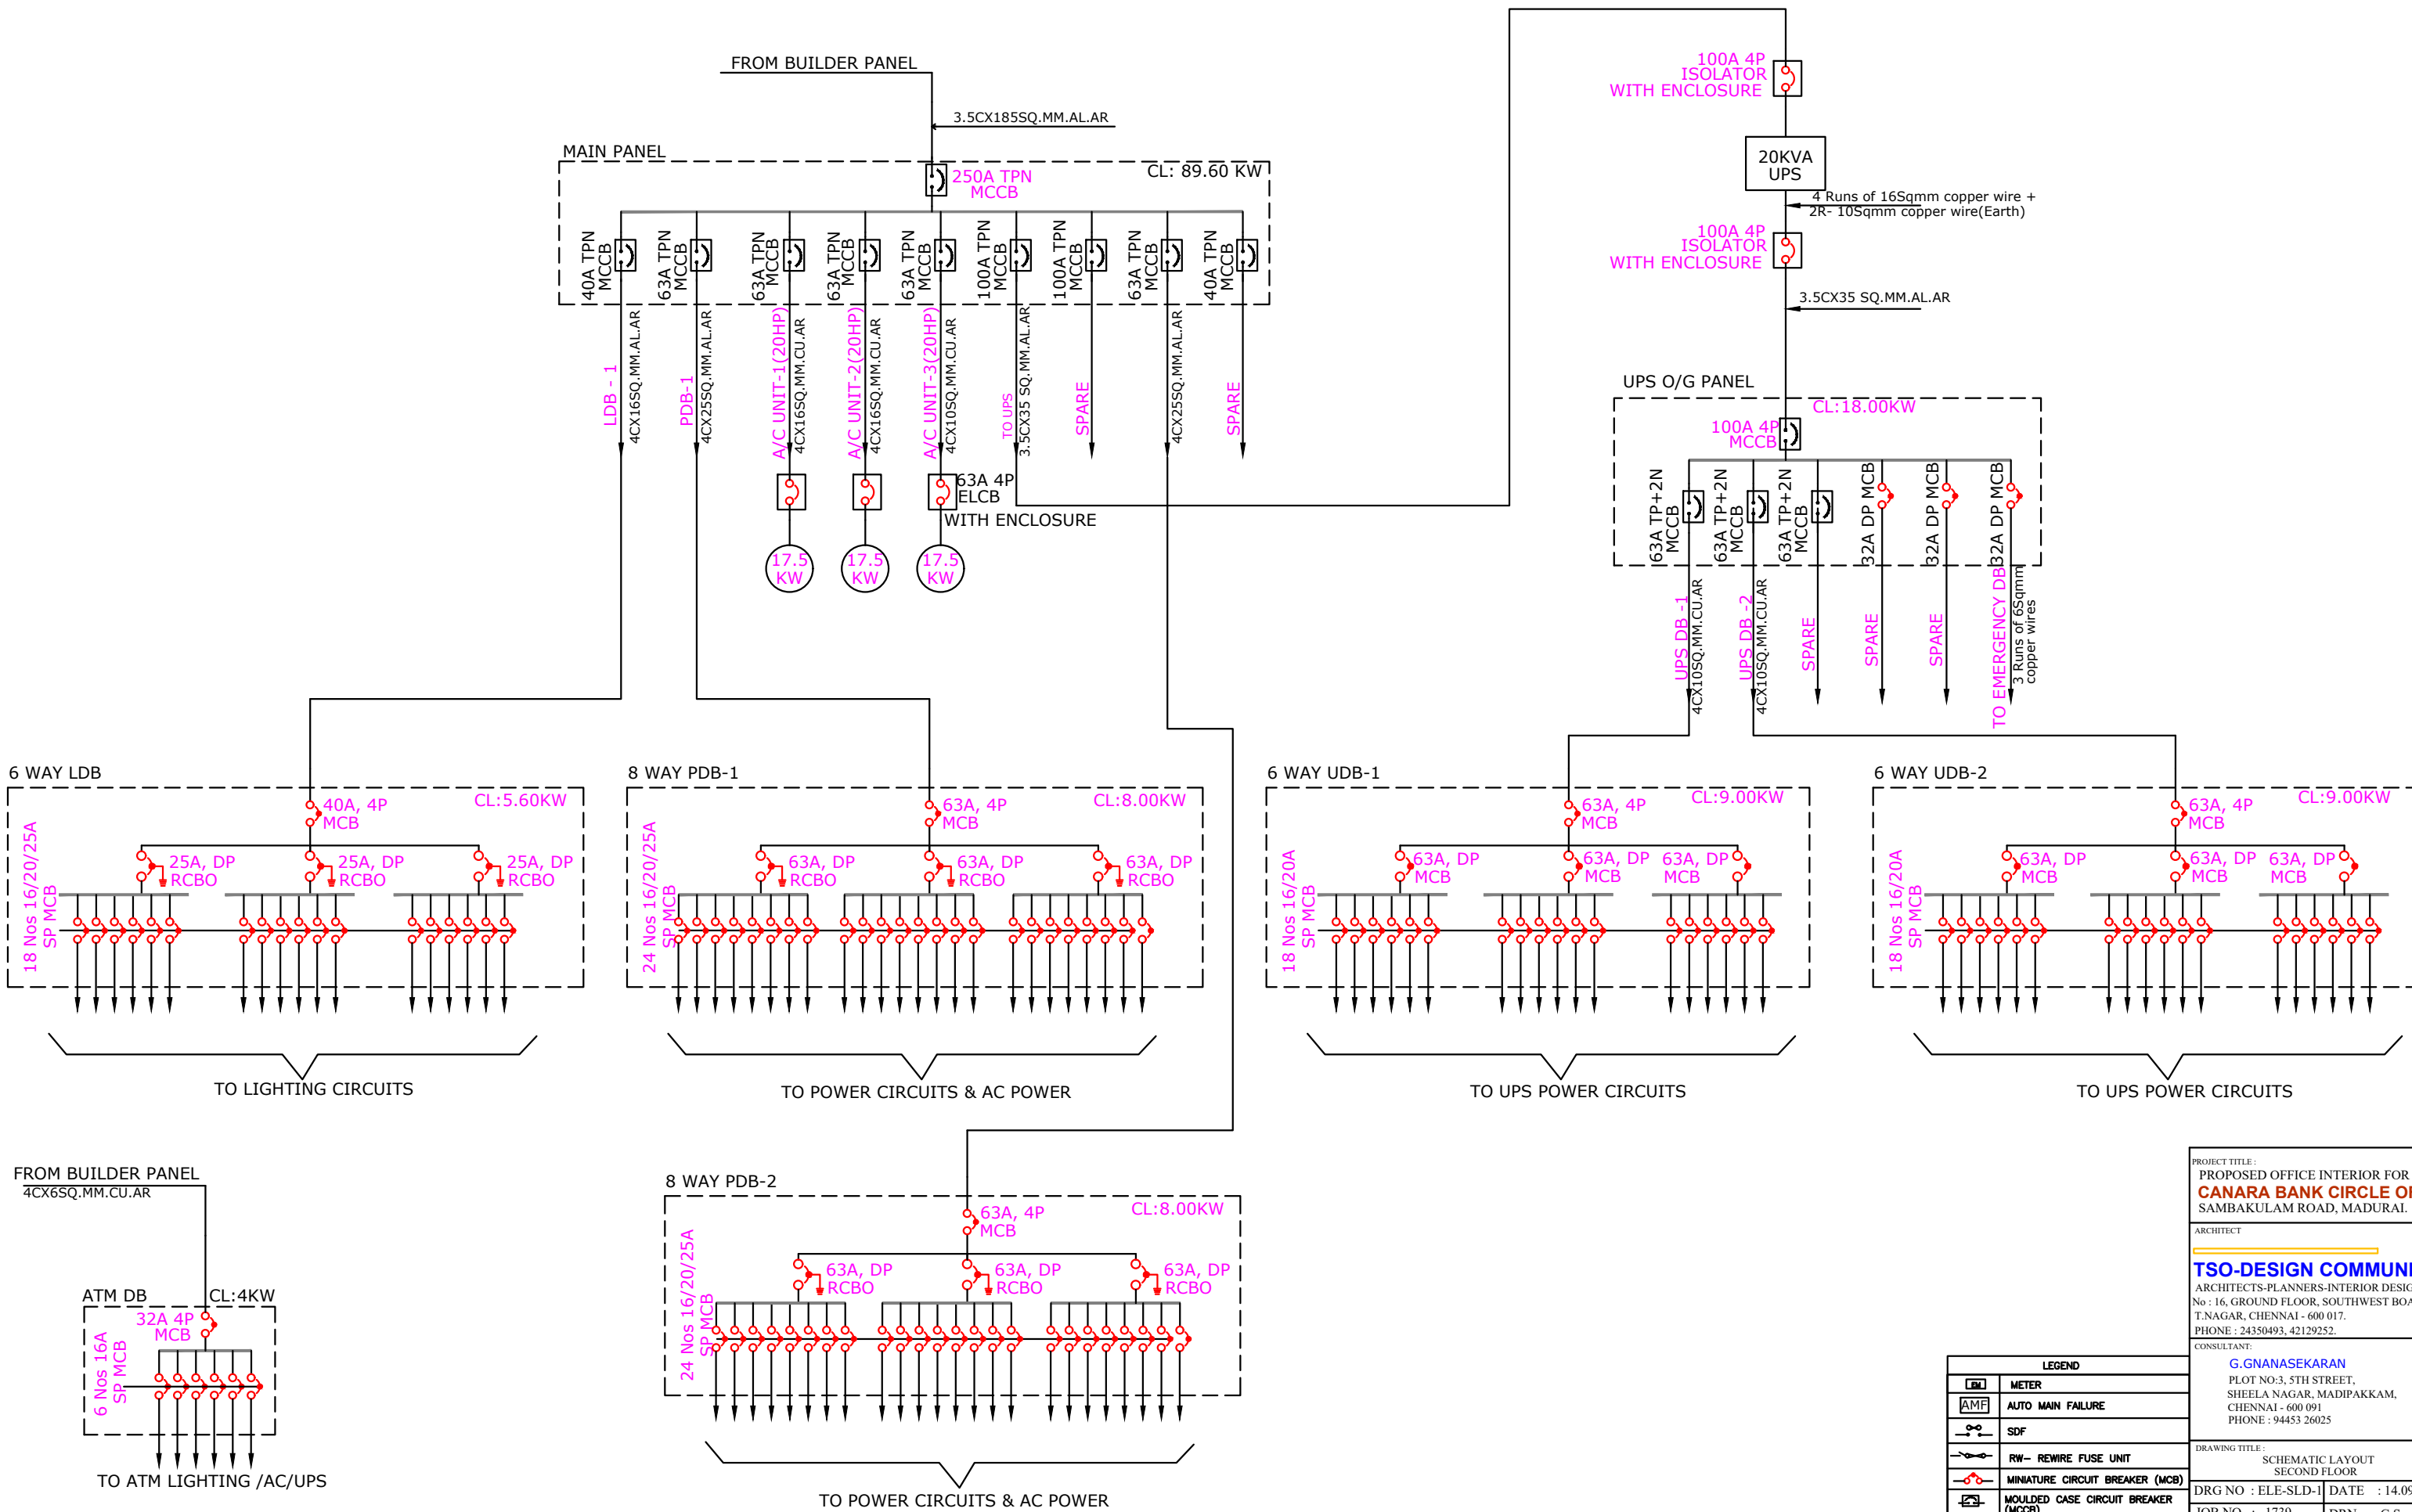 FROM BUILDER PANEL
3.5CX185SQ.MM.AL.AR
MAIN PANEL
CL: 89.60 KW
250A TPN
MCCB
40A TPN
MCCB
63A TPN
MCCB
63A TPN
MCCB
63A TPN
MCCB
63A TPN
MCCB
100A TPN
MCCB
100A TPN
MCCB
63A TPN
MCCB
40A TPN
MCCB
LDB - 1
4CX16SQ.MM.AL.AR
PDB-1
4CX25SQ.MM.AL.AR
A/C UNIT-1(20HP)
4CX16SQ.MM.CU.AR
A/C UNIT-2(20HP)
4CX16SQ.MM.CU.AR
A/C UNIT-3(20HP)
4CX10SQ.MM.CU.AR
TO UPS
3.5CX35 SQ.MM.AL.AR
SPARE
4CX25SQ.MM.AL.AR
SPARE
63A 4P
ELCB
WITH ENCLOSURE
17.5
KW
17.5
KW
17.5
KW
100A 4P
ISOLATOR
WITH ENCLOSURE
20KVA
UPS
4 Runs of 16Sqmm copper wire +
2R- 10Sqmm copper wire(Earth)
100A 4P
ISOLATOR
WITH ENCLOSURE
3.5CX35 SQ.MM.AL.AR
UPS O/G PANEL
CL:18.00KW
100A 4P
MCCB
63A TP+2N
MCCB
63A TP+2N
MCCB
63A TP+2N
MCCB
32A DP MCB
32A DP MCB
32A DP MCB
UPS DB -1
4CX10SQ.MM.CU.AR
UPS DB -2
4CX10SQ.MM.CU.AR
SPARE
SPARE
SPARE
TO EMERGENCY DB
3 Runs of 6Sqmm
copper wires
6 WAY LDB
CL:5.60KW
40A, 4P
MCB
25A, DP
RCBO
25A, DP
RCBO
25A, DP
RCBO
18 Nos 16/20/25A
SP MCB
TO LIGHTING CIRCUITS
8 WAY PDB-1
CL:8.00KW
63A, 4P
MCB
63A, DP
RCBO
63A, DP
RCBO
63A, DP
RCBO
24 Nos 16/20/25A
SP MCB
TO POWER CIRCUITS & AC POWER
6 WAY UDB-1
CL:9.00KW
63A, 4P
MCB
63A, DP
MCB
63A, DP
MCB
63A, DP
MCB
18 Nos 16/20A
SP MCB
TO UPS POWER CIRCUITS
6 WAY UDB-2
CL:9.00KW
63A, 4P
MCB
63A, DP
MCB
63A, DP
MCB
63A, DP
MCB
18 Nos 16/20A
SP MCB
TO UPS POWER CIRCUITS
FROM BUILDER PANEL
4CX6SQ.MM.CU.AR
ATM DB
CL:4KW
32A 4P
MCB
6 Nos 16A
SP MCB
TO ATM LIGHTING /AC/UPS
8 WAY PDB-2
CL:8.00KW
63A, 4P
MCB
63A, DP
RCBO
63A, DP
RCBO
63A, DP
RCBO
24 Nos 16/20/25A
SP MCB
TO POWER CIRCUITS & AC POWER
LEGEND
EM METER
AMF AUTO MAIN FAILURE
SDF
RW- REWIRE FUSE UNIT
MINIATURE CIRCUIT BREAKER (MCB)
MOULDED CASE CIRCUIT BREAKER
(MCCB)
PROJECT TITLE :
PROPOSED OFFICE INTERIOR FOR
CANARA BANK CIRCLE
SAMBAKULAM ROAD, MADURAI.
ARCHITECT
TSO-DESIGN
ARCHITECTS-PLANNERS-INTERIOR
No : 16, GROUND FLOOR, SOUTHWEST
T.NAGAR, CHENNAI - 600 017.
PHONE : 24350493, 42129252.
CONSULTANT:
G.GNANASEKARAN
PLOT NO:3, 5TH STREET,
SHEELA NAGAR, MADIPAKKAM,
CHENNAI - 600 091
PHONE : 94453 26025
DRAWING TITLE :
SCHEMATIC LAYOUT
SECOND FLOOR
DRG NO : ELE-SLD-1 DATE : 14.09